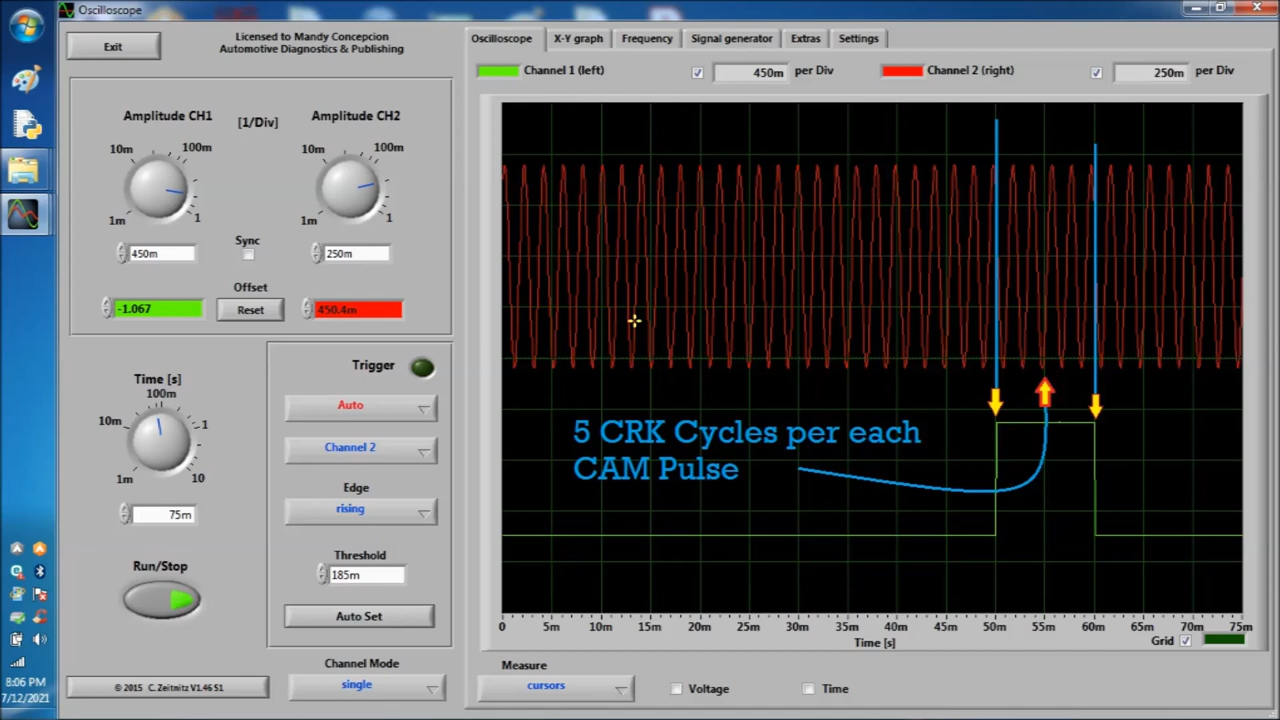 Oscilloscope
Exit
Licensed to Mandy Concepcion
Automotive Diagnostics & Publishing
Amplitude CH1
[1/Div]
Amplitude CH2
10m
100m
1m
1
10m
100m
1m
1
450m
Sync
250m
-1.067
Offset
Reset
450.4m
Time [s]
100m
10m
1
1m
10
75m
Run/Stop
Trigger
Auto
Channel 2
Edge
rising
Threshold
185m
Auto Set
Channel Mode
single
© 2015 C. Zeitnitz V1.46 S1
Oscilloscope
X-Y graph
Frequency
Signal generator
Extras
Settings
Channel 1 (left)
450m per Div
Channel 2 (right)
250m per Div
5 CRK Cycles per each
CAM Pulse
0 5m 10m 15m 20m 25m 30m 35m 40m 45m 50m 55m 60m 65m 70m 75m
Time [s]
Grid
Measure
cursors
Voltage
Time
8:06 PM
7/12/2021